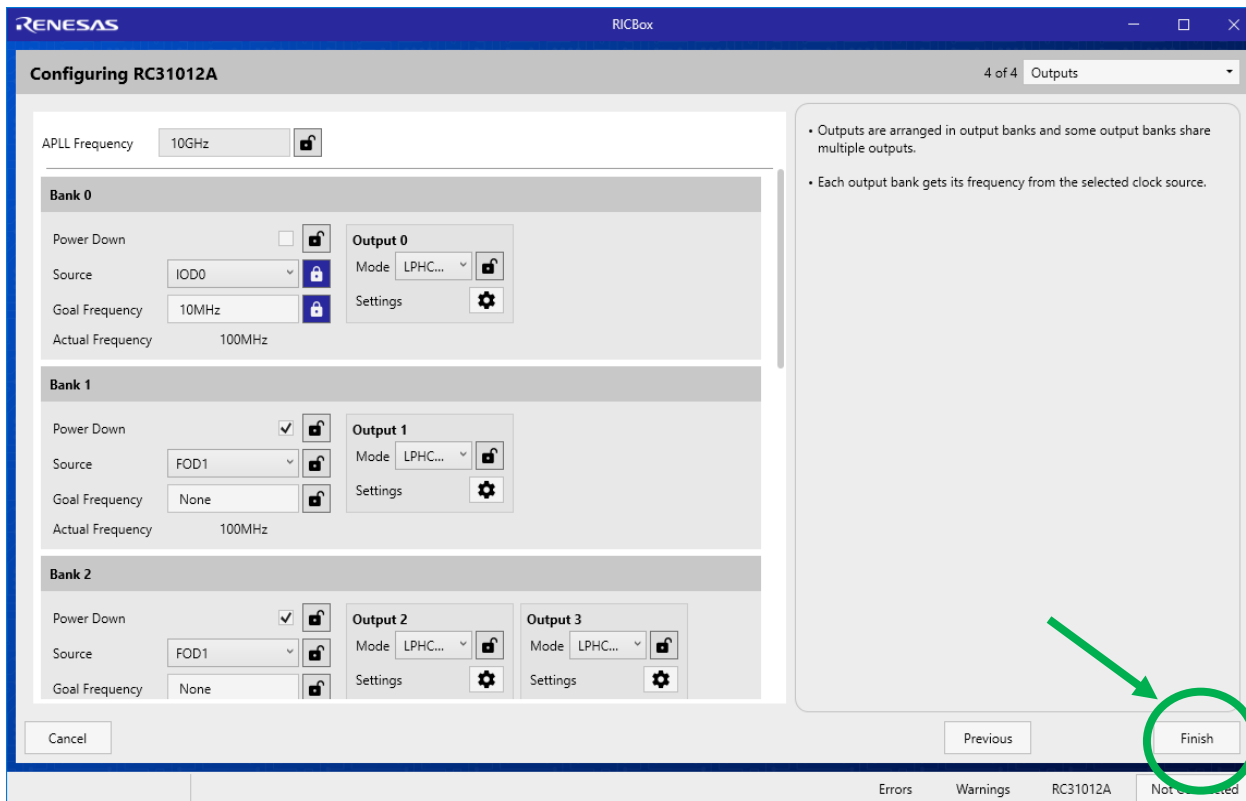 RENESAS
RICBox
Configuring RC31012A
4 of 4 Outputs
APLL Frequency 10GHz
• Outputs are arranged in output banks and some output banks share
multiple outputs.
• Each output bank gets its frequency from the selected clock source.
Bank 0
Power Down
Output 0
Source IOD0
Mode LPHC...
Goal Frequency 10MHz
Settings
Actual Frequency 100MHz
Bank 1
Power Down
Output 1
Source FOD1
Mode LPHC...
Goal Frequency None
Settings
Actual Frequency 100MHz
Bank 2
Power Down
Output 2
Output 3
Source FOD1
Mode LPHC...
Mode LPHC...
Goal Frequency None
Settings
Settings
Cancel
Previous
Finish
Errors
Warnings
RC31012A
Not